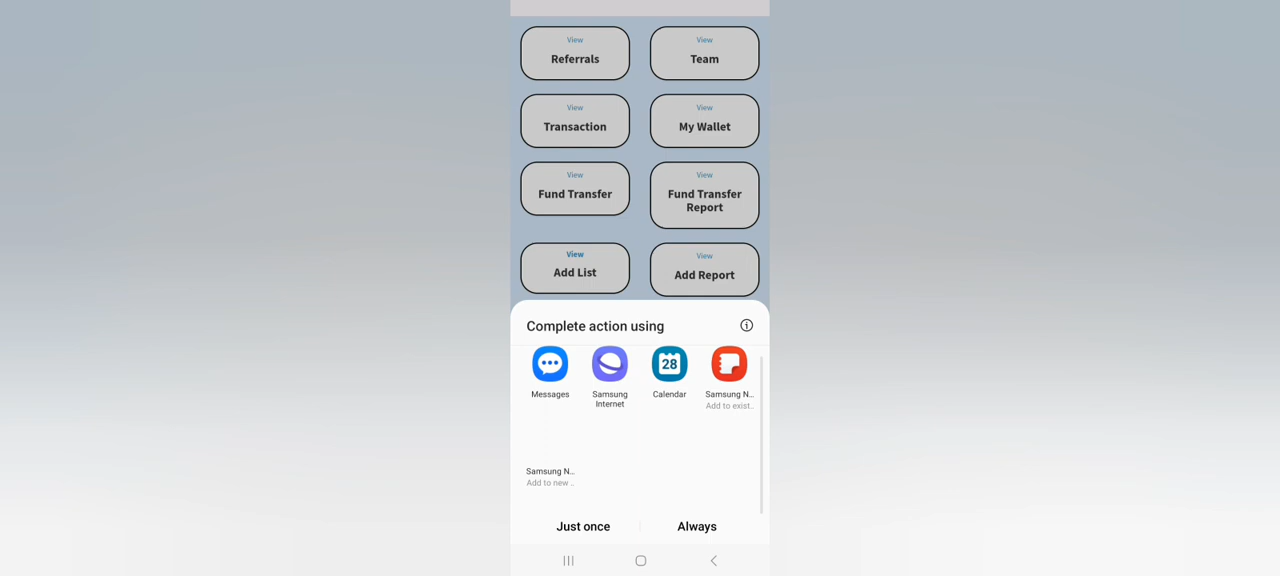 View
Referrals
View
Team
View
Transaction
View
My Wallet
View
Fund Transfer
View
Fund Transfer
Report
View
Add List
View
Add Report
Complete action using
Messages
Samsung
Internet
28
Calendar
Samsung N...
Add to exist..
Samsung N...
Add to new ..
Just once
Always